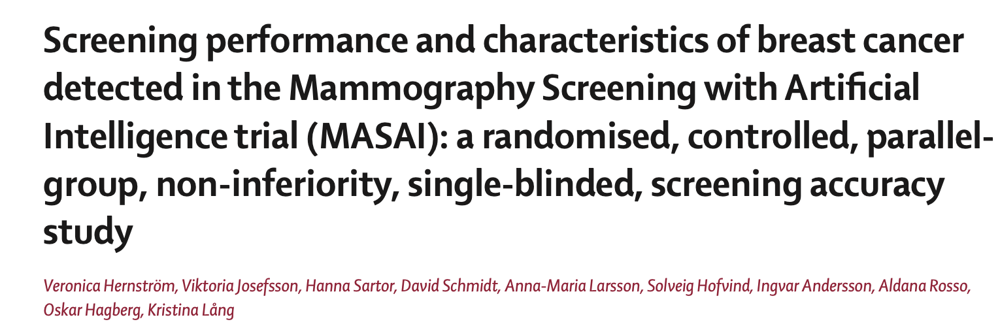 Screening performance and characteristics of breast cancer
detected in the Mammography Screening with Artificial
Intelligence trial (MASAI): a randomised, controlled, parallel-
group, non-inferiority, single-blinded, screening accuracy
study
Veronica Hernström, Viktoria Josefsson, Hanna Sartor, David Schmidt, Anna-Maria Larsson, Solveig Hofvind, Ingvar Andersson, Aldana Rosso,
Oskar Hagberg, Kristina Lång